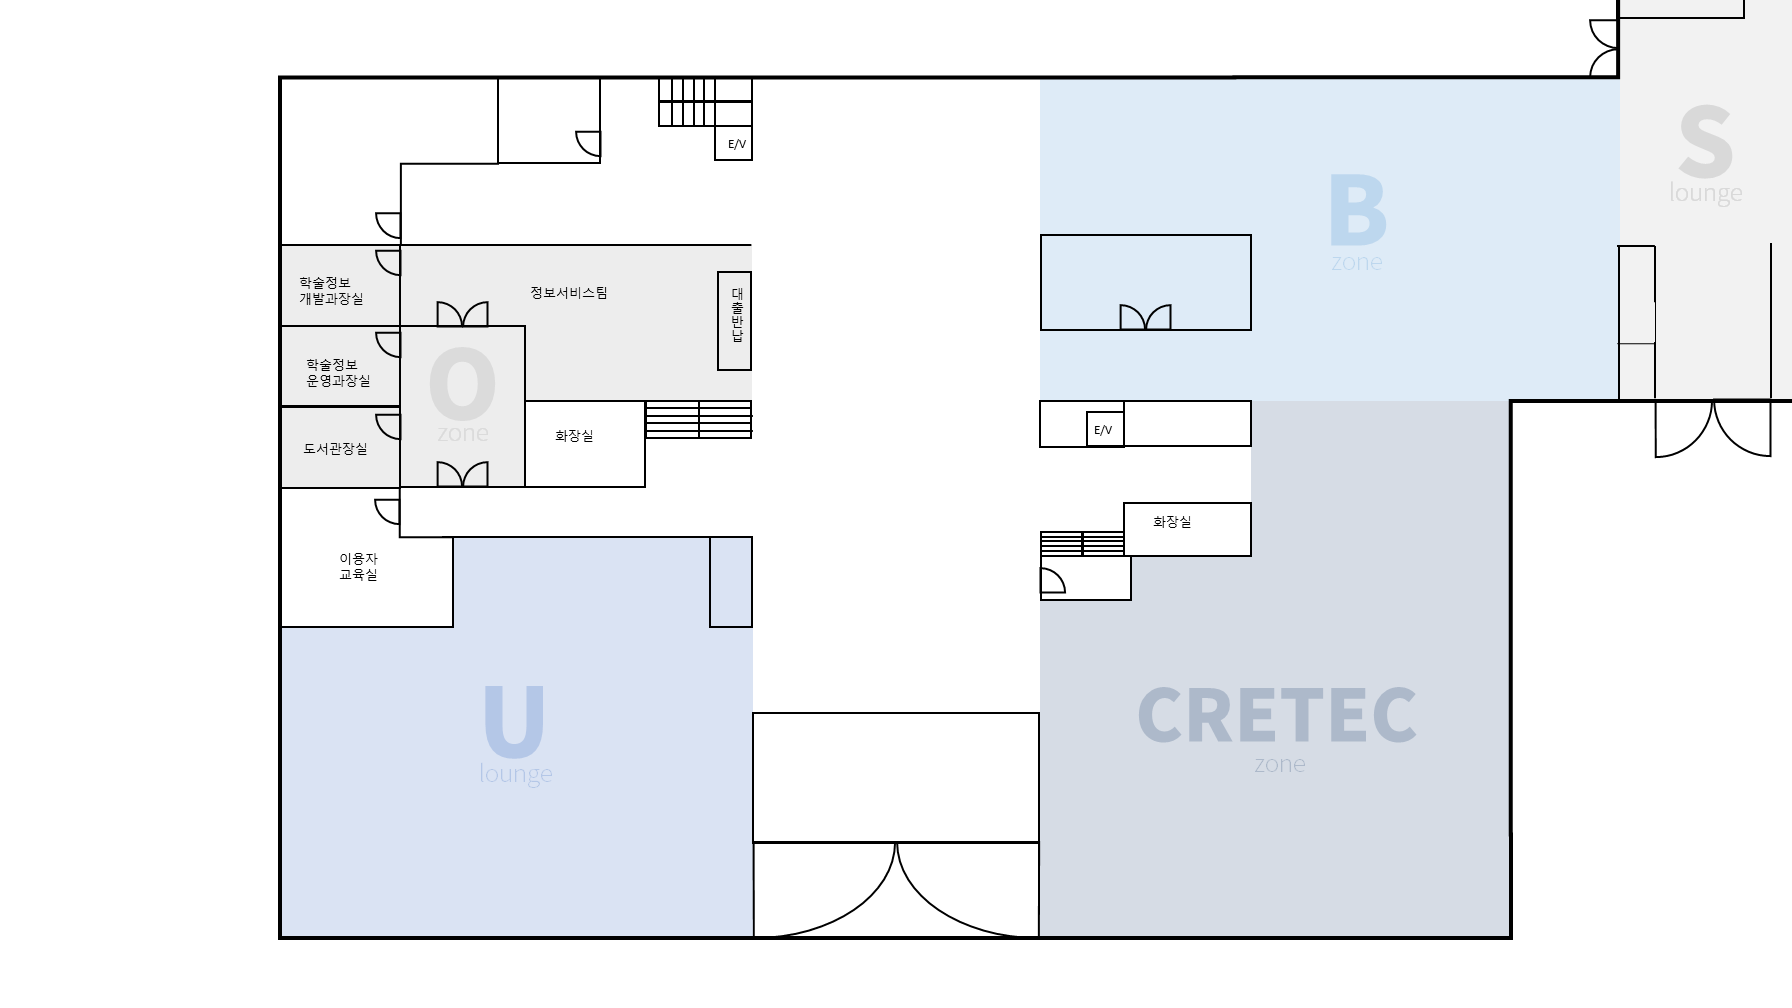 S
lounge
E/V
B
zone
학술정보
개발과장실
정보서비스팀
대
출
반
납
학술정보
운영과장실
O
zone
도서관장실
화장실
E/V
화장실
이용자
교육실
U
lounge
CRETEC
zone